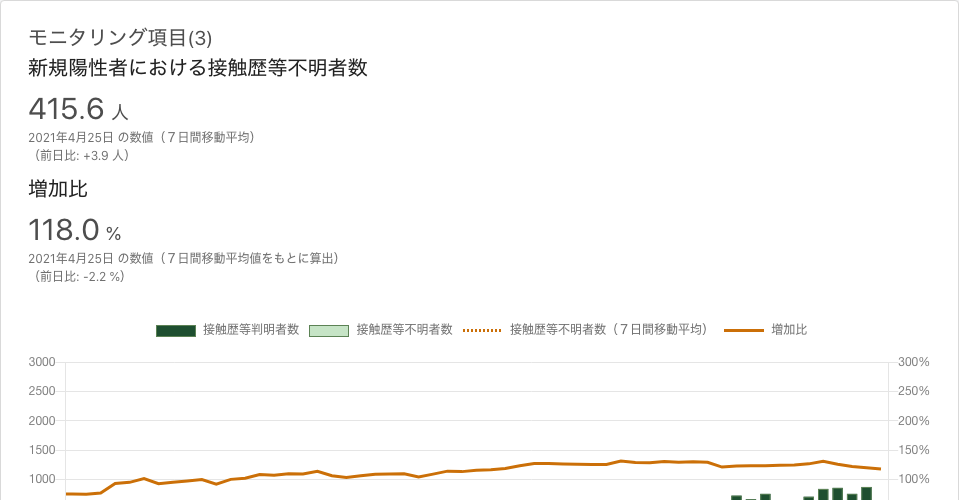 モニタリング項目(3)
新規陽性者における接触歴等不明者数
415.6 人
2021年4月25日 の数値（７日間移動平均）
（前日比: +3.9 人）
増加比
118.0 %
2021年4月25日 の数値（７日間移動平均値をもとに算出）
（前日比: -2.2 %）
接触歴等判明者数 接触歴等不明者数 接触歴等不明者数（７日間移動平均） 増加比
3000 300%
2500 250%
2000 200%
1500 150%
1000 100%